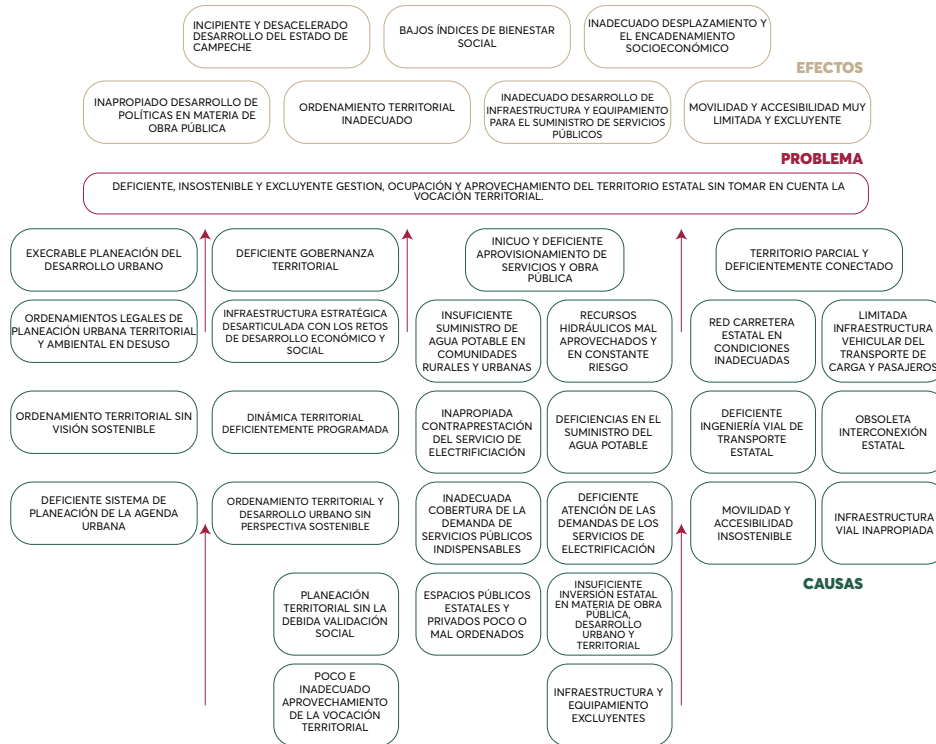 INCIPIENTE Y DESACELERADO
DESARROLLO DEL ESTADO DE
CAMPECHE
BAJOS ÍNDICES DE BIENESTAR
SOCIAL
INADECUADO DESPLAZAMIENTO Y
EL ENCADENAMIENTO
SOCIOECONÓMICO
EFECTOS
INAPROPIADO DESARROLLO DE
POLÍTICAS EN MATERIA DE
OBRA PÚBLICA
ORDENAMIENTO TERRITORIAL
INADECUADO
INADECUADO DESARROLLO DE
INFRAESTRUCTURA Y EQUIPAMIENTO
PARA EL SUMINISTRO DE SERVICIOS
PÚBLICOS
MOVILIDAD Y ACCESIBILIDAD MUY
LIMITADA Y EXCLUYENTE
PROBLEMA
DEFICIENTE, INSOSTENIBLE Y EXCLUYENTE GESTION, OCUPACIÓN Y APROVECHAMIENTO DEL TERRITORIO ESTATAL SIN TOMAR EN CUENTA LA
VOCACIÓN TERRITORIAL.
EXECRABLE PLANEACIÓN DEL
DESARROLLO URBANO
DEFICIENTE GOBERNANZA
TERRITORIAL
INICUO Y DEFICIENTE
APROVISIONAMIENTO DE
SERVICIOS Y OBRA
PÚBLICA
TERRITORIO PARCIAL Y
DEFICIENTEMENTE CONECTADO
ORDENAMIENTOS LEGALES DE
PLANEACIÓN URBANA TERRITORIAL
Y AMBIENTAL EN DESUSO
INFRAESTRUCTURA ESTRATÉGICA
DESARTICULADA CON LOS RETOS
DE DESARROLLO ECONÓMICO Y
SOCIAL
INSUFICIENTE
SUMINISTRO DE
AGUA POTABLE EN
COMUNIDADES
RURALES Y URBANAS
RECURSOS
HIDRÁULICOS MAL
APROVECHADOS Y
EN CONSTANTE
RIESGO
RED CARRETERA
ESTATAL EN
CONDICIONES
INADECUADAS
LIMITADA
INFRAESTRUCTURA
VEHICULAR DEL
TRANSPORTE DE
CARGA Y PASAJEROS
ORDENAMIENTO TERRITORIAL SIN
VISIÓN SOSTENIBLE
DINÁMICA TERRITORIAL
DEFICIENTEMENTE PROGRAMADA
INAPROPIADA
CONTRAPRESTACIÓN
DEL SERVICIO DE
ELECTRIFICIACIÓN
DEFICIENCIAS EN EL
SUMINISTRO DEL
AGUA POTABLE
DEFICIENTE
INGENIERÍA VIAL DE
TRANSPORTE
ESTATAL
OBSOLETA
INTERCONEXIÓN
ESTATAL
DEFICIENTE SISTEMA DE
PLANEACIÓN DE LA AGENDA
URBANA
ORDENAMIENTO TERRITORIAL Y
DESARROLLO URBANO SIN
PERSPECTIVA SOSTENIBLE
INADECUADA
COBERTURA DE LA
DEMANDA DE
SERVICIOS PÚBLICOS
INDISPENSABLES
DEFICIENTE
ATENCIÓN DE LAS
DEMANDAS DE LOS
SERVICIOS DE
ELECTRIFICACIÓN
MOVILIDAD Y
ACCESIBILIDAD
INSOSTENIBLE
INFRAESTRUCTURA
VIAL INAPROPIADA
CAUSAS
PLANEACIÓN
TERRITORIAL SIN LA
DEBIDA VALIDACIÓN
SOCIAL
ESPACIOS PÚBLICOS
ESTATALES Y
PRIVADOS POCO O
MAL ORDENADOS
INSUFICIENTE
INVERSIÓN ESTATAL
EN MATERIA DE OBRA
PÚBLICA,
DESARROLLO
URBANO Y
TERRITORIAL
POCO E
INADECUADO
APROVECHAMIENTO
DE LA VOCACIÓN
TERRITORIAL
INFRAESTRUCTURA Y
EQUIPAMIENTO
EXCLUYENTES